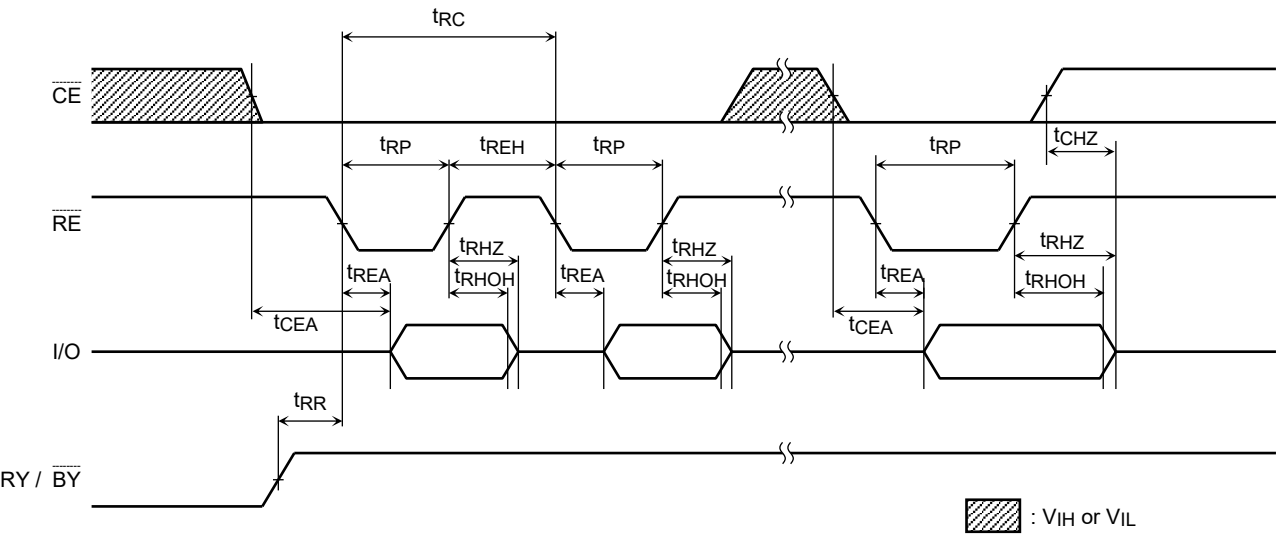 tRC
CE
tRP tREH tRP tRP tCHZ
RE
tRHZ tRHZ tRHZ
tREA tRHOH tREA tRHOH tREA tRHOH
tCEA tCEA
I/O
tRR
RY / BY
: VIH or VIL